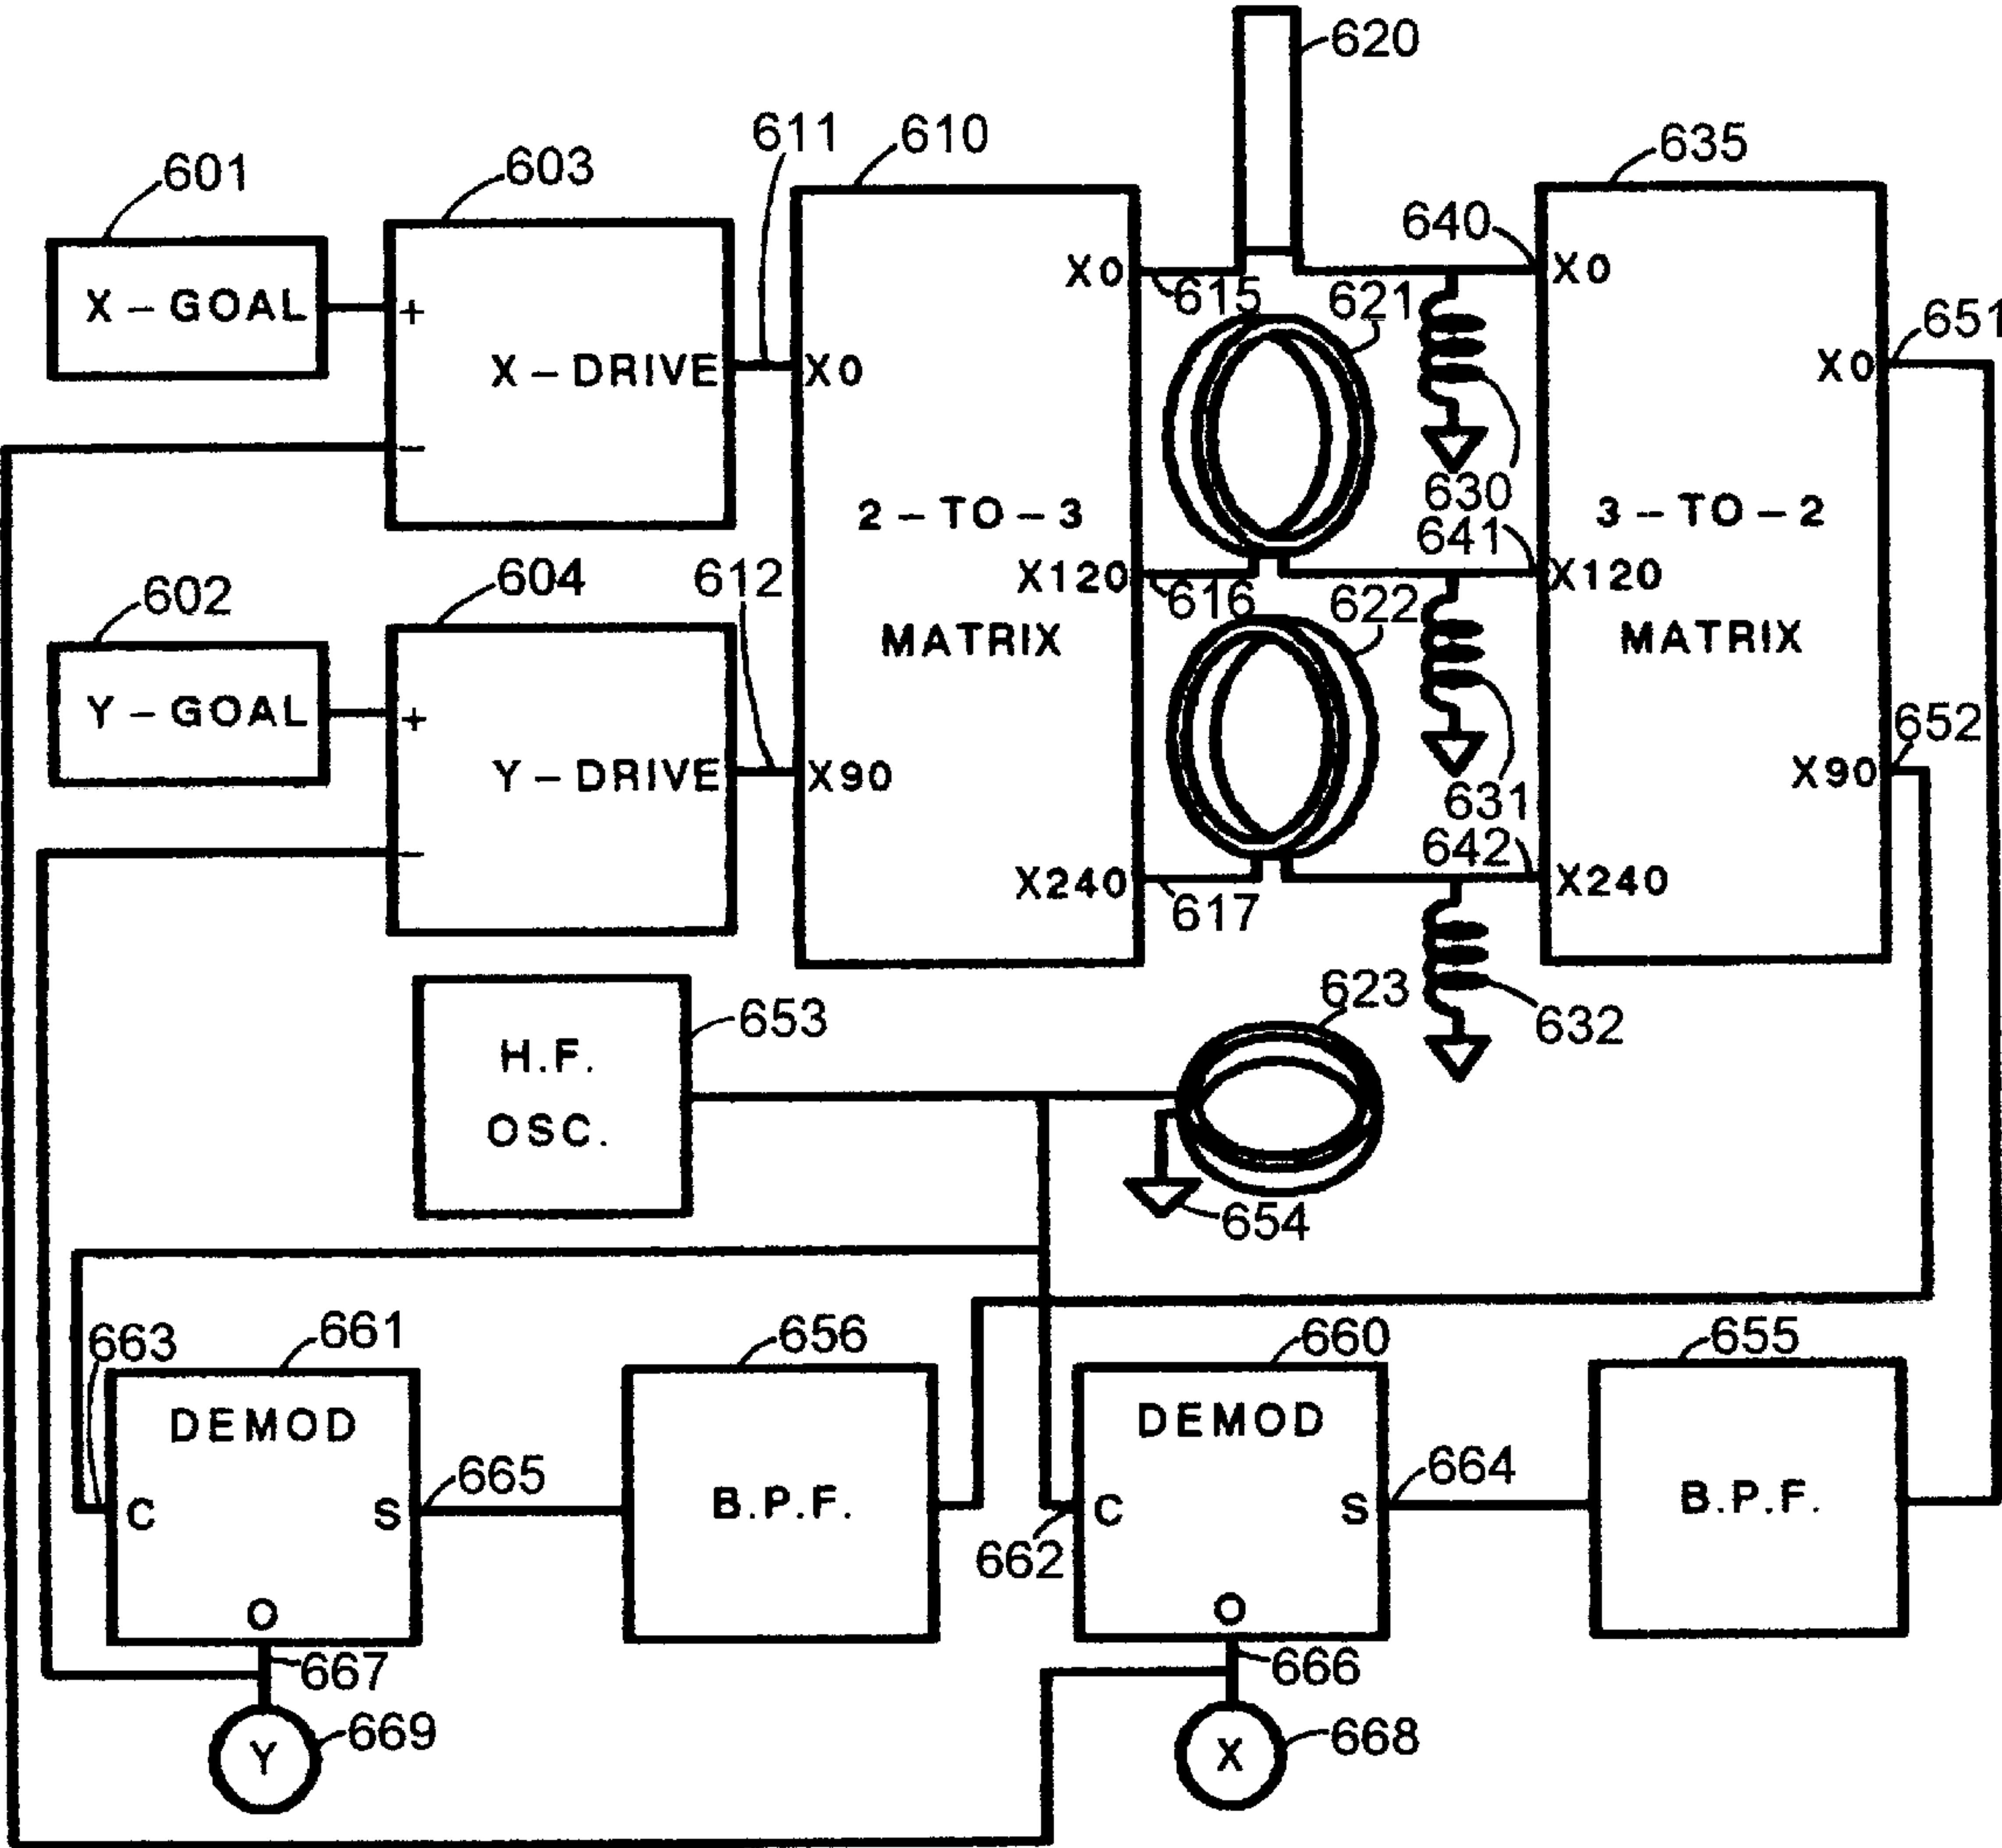 620
601
603
611
610
635
X-GOAL
+
X-DRIVE
-
X0
X0
615
621
640
X0
651
X0
630
2-TO-3
MATRIX
3-TO-2
MATRIX
641
X120
616
622
X120
602
604
612
Y-GOAL
+
Y-DRIVE
-
X90
631
652
X90
642
X240
617
X240
632
623
653
H.F.
OSC.
654
663
661
656
660
655
DEMOD
C
S
O
665
B.P.F.
DEMOD
C
S
O
662
664
B.P.F.
667
666
Y
669
X
668